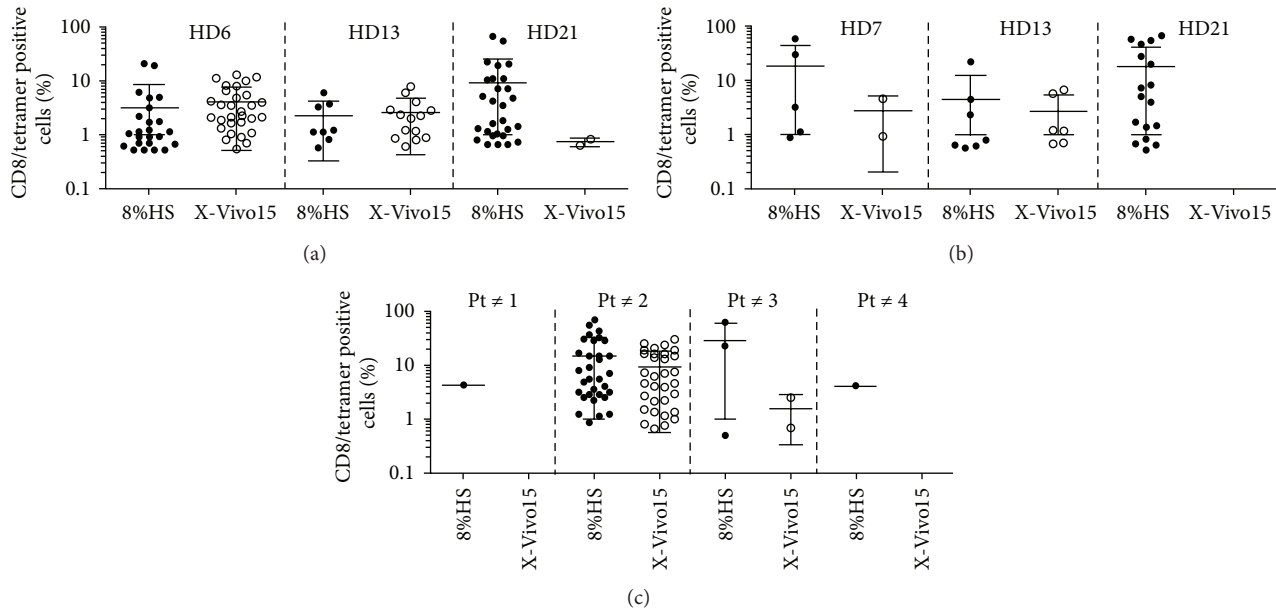 HD6 HD13 HD21
CD8/tetramer positive
cells (%)
100
10
1
0.1
8%HS X-Vivo15 8%HS X-Vivo15 8%HS X-Vivo15
(a)
HD7 HD13 HD21
CD8/tetramer positive
cells (%)
100
10
1
0.1
8%HS X-Vivo15 8%HS X-Vivo15 8%HS X-Vivo15
(b)
Pt ≠ 1 Pt ≠ 2 Pt ≠ 3 Pt ≠ 4
CD8/tetramer positive
cells (%)
100
10
1
0.1
8%HS X-Vivo15 8%HS X-Vivo15 8%HS X-Vivo15 8%HS X-Vivo15
(c)